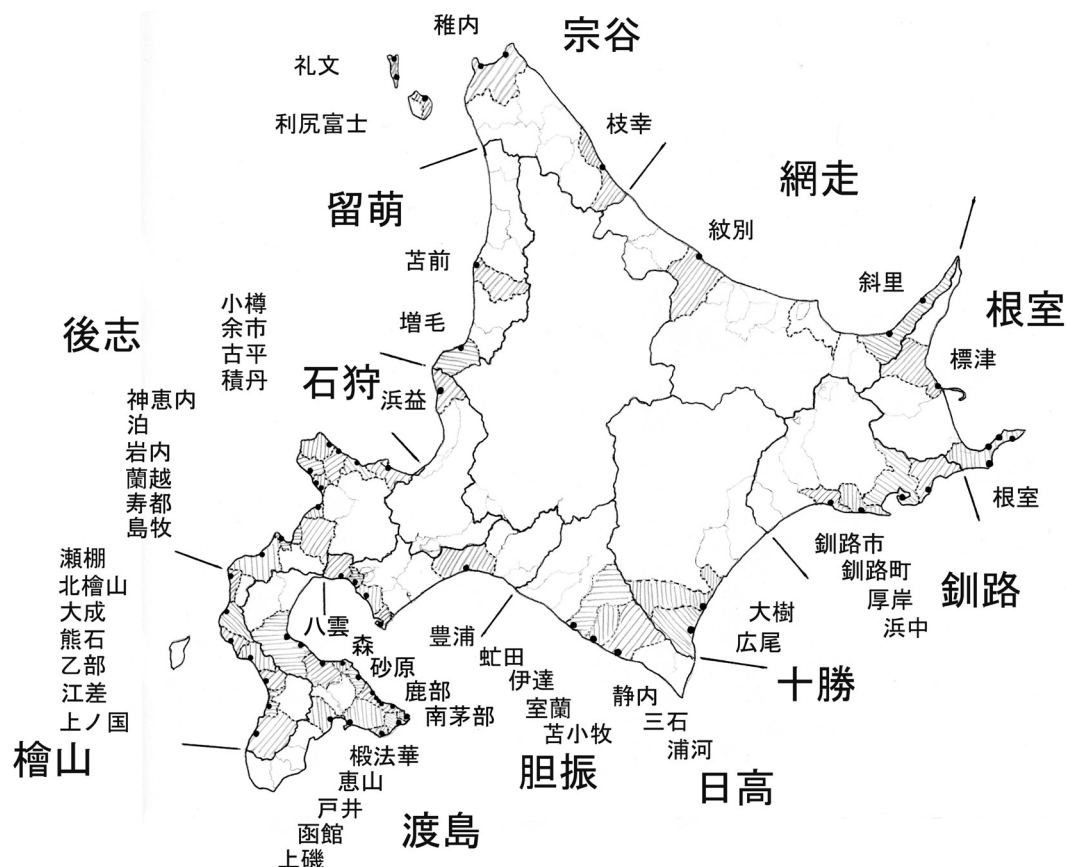 稚内
宗谷
礼文
利尻富士
枝幸
網走
留萌
紋別
苫前
斜里
根室
小樽
余市
古平
積丹
後志
増毛
標津
石狩
浜益
神恵内
泊
岩内
蘭越
寿都
島牧
根室
釧路市
釧路町
厚岸
浜中
釧路
瀬棚
北檜山
大成
熊石
乙部
江差
上ノ国
檜山
八雲
森
砂原
鹿部
南茅部
豊浦
虻田
伊達
室蘭
苫小牧
胆振
大樹
広尾
十勝
静内
三石
浦河
日高
椴法華
恵山
戸井
函館
上磯
渡島